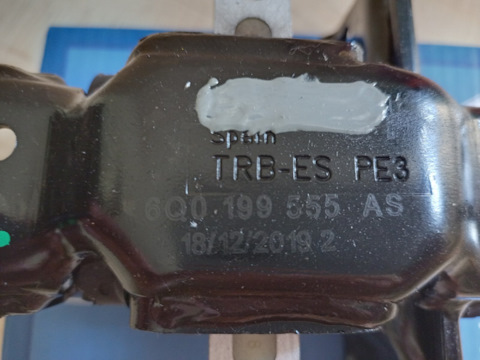 Spain
TRB-ES PE3
6Q0 199 555 AS
18/12/2019 2